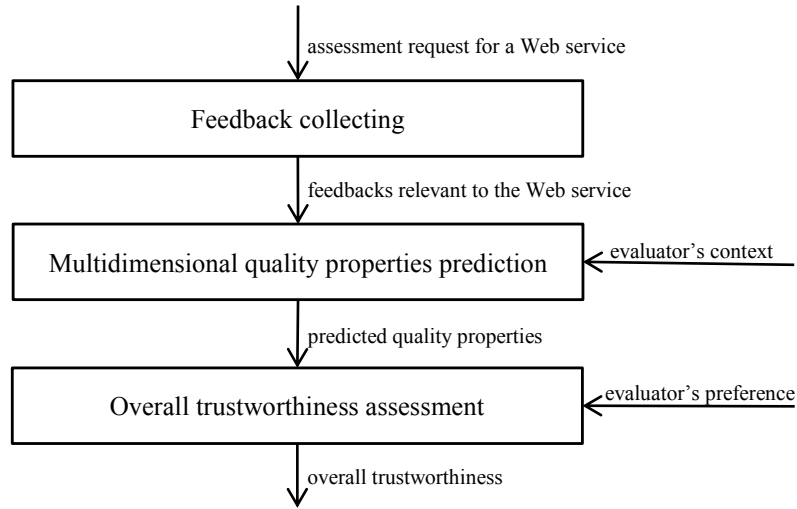 assessment request for a Web service
Feedback collecting
feedbacks relevant to the Web service
Multidimensional quality properties prediction
evaluator’s context
predicted quality properties
Overall trustworthiness assessment
evaluator’s preference
overall trustworthiness